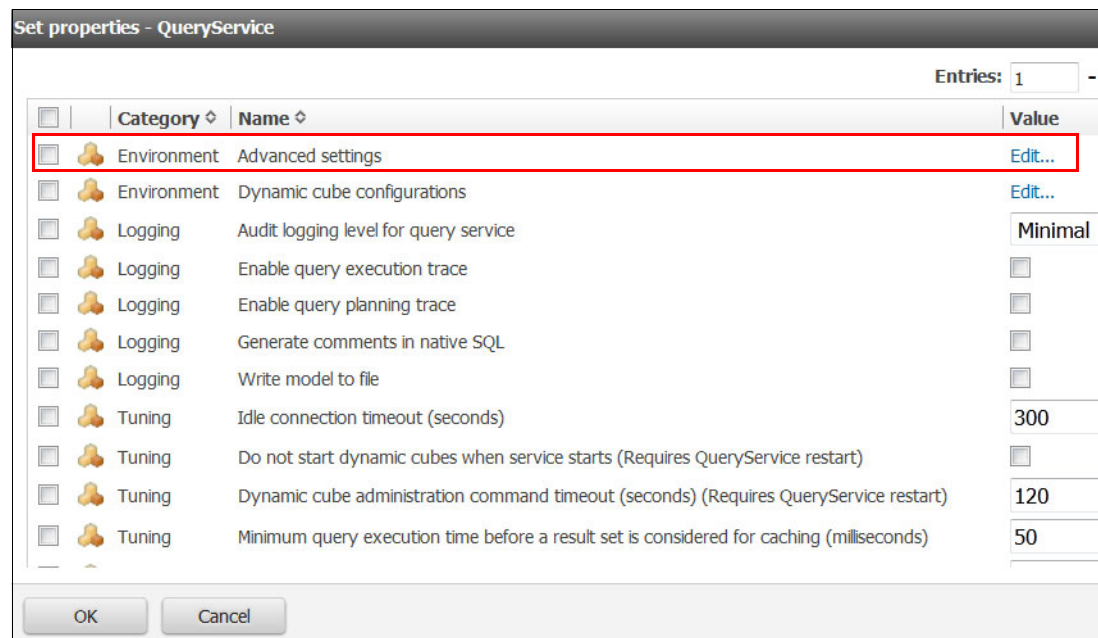 Set properties - QueryService
Entries: 1 -
Category Name Value
Environment Advanced settings Edit...
Environment Dynamic cube configurations Edit...
Logging Audit logging level for query service Minimal
Logging Enable query execution trace
Logging Enable query planning trace
Logging Generate comments in native SQL
Logging Write model to file
Tuning Idle connection timeout (seconds) 300
Tuning Do not start dynamic cubes when service starts (Requires QueryService restart)
Tuning Dynamic cube administration command timeout (seconds) (Requires QueryService restart) 120
Tuning Minimum query execution time before a result set is considered for caching (milliseconds) 50
OK Cancel